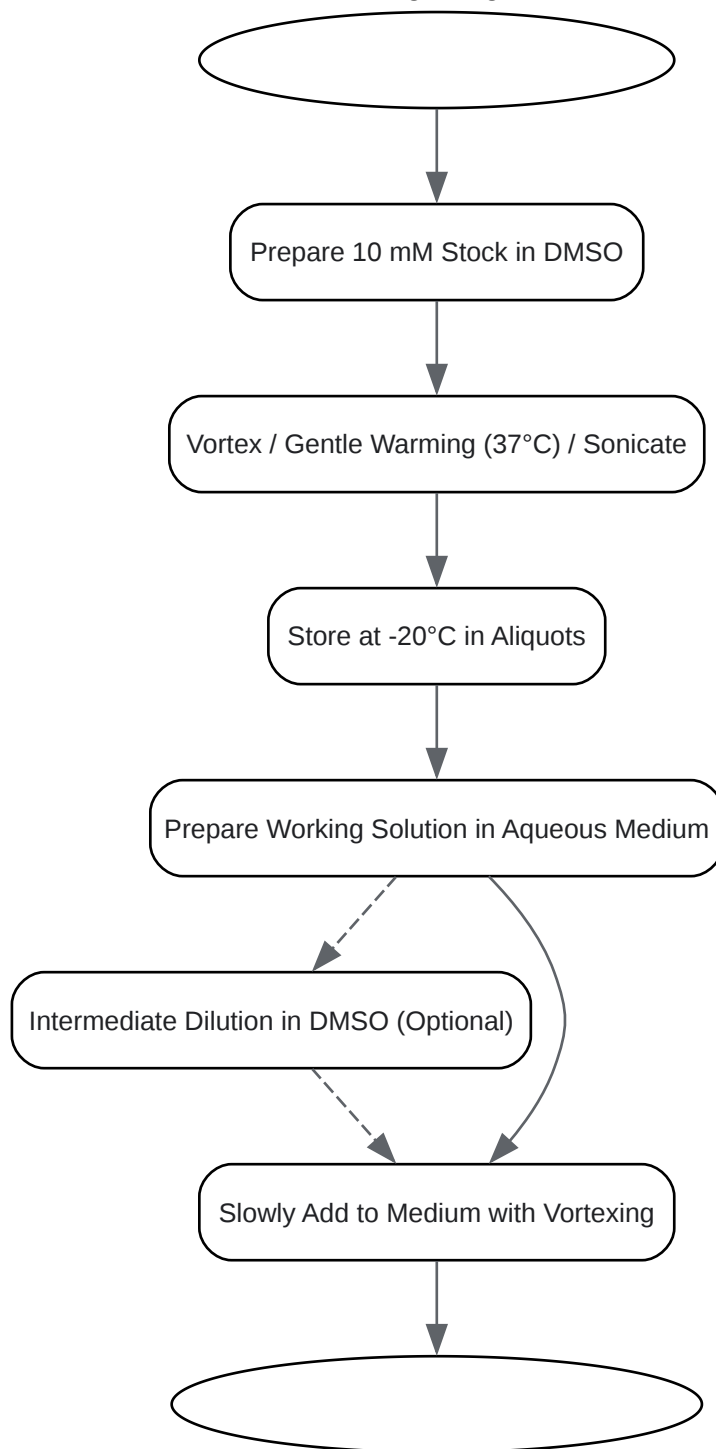 Prepare 10 mM Stock in DMSO
Vortex / Gentle Warming (37°C) / Sonicate
Store at -20°C in Aliquots
Prepare Working Solution in Aqueous Medium
Intermediate Dilution in DMSO (Optional)
Slowly Add to Medium with Vortexing